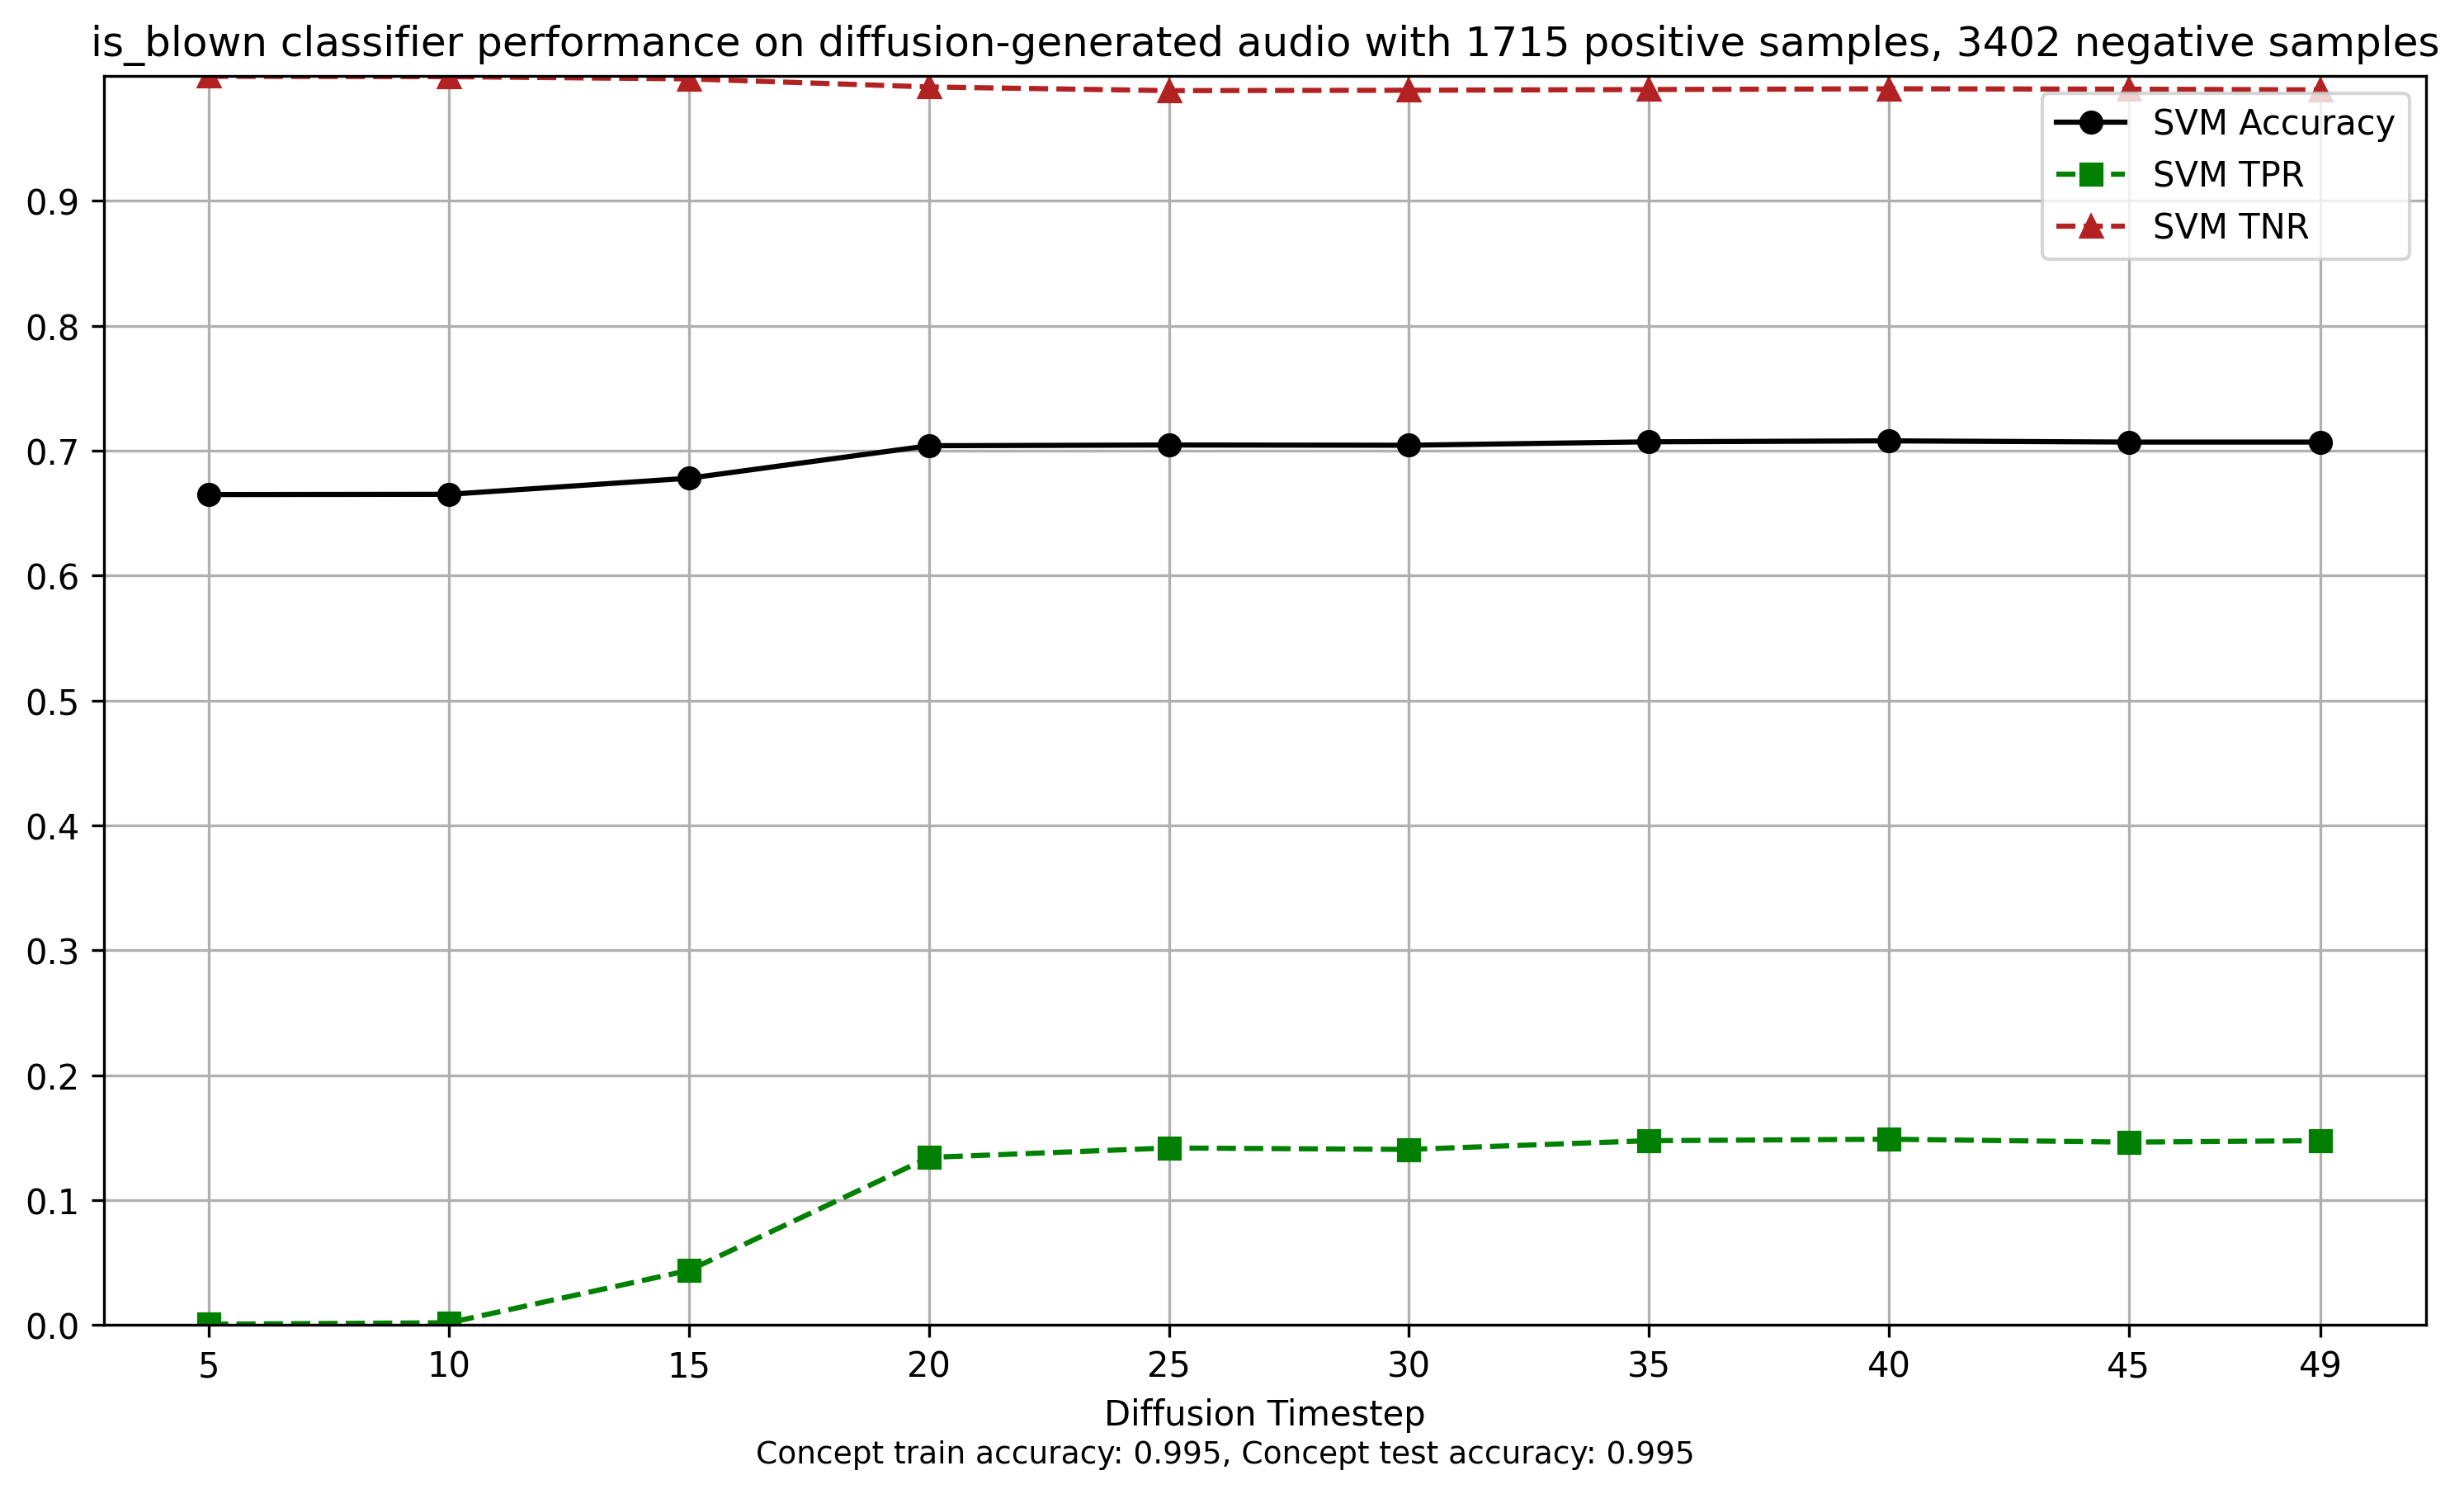 is_blown classifier performance on diffusion-generated audio with 1715 positive samples, 3402 negative samples
SVM Accuracy
SVM TPR
SVM TNR
0.9
0.8
0.7
0.6
0.5
0.4
0.3
0.2
0.1
0.0
5 10 15 20 25 30 35 40 45 49
Diffusion Timestep
Concept train accuracy: 0.995, Concept test accuracy: 0.995